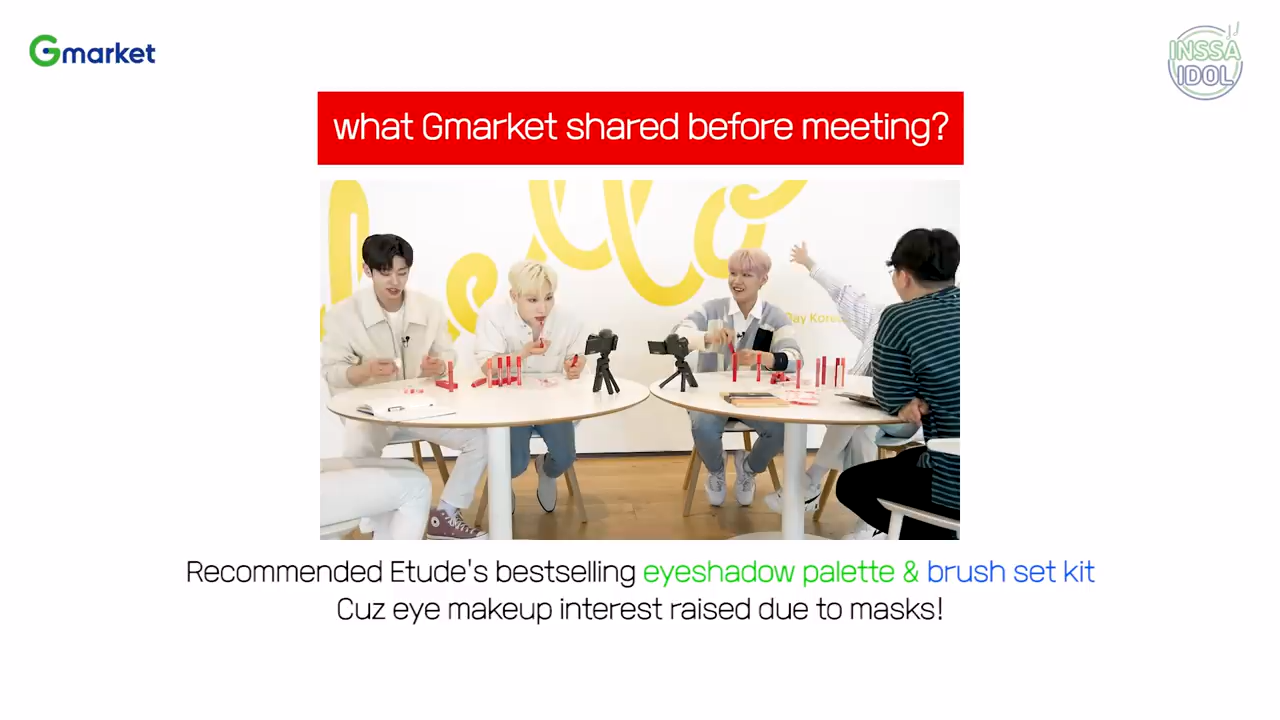 Gmarket
INSSA
IDOL
what Gmarket shared before meeting?
hello
Day Korea
Recommended Etude's bestselling eyeshadow palette & brush set kit
Cuz eye makeup interest raised due to masks!